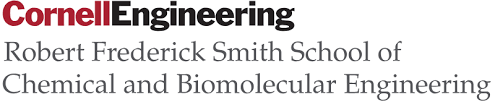 CornellEngineering
Robert Frederick Smith School of
Chemical and Biomolecular Engineering